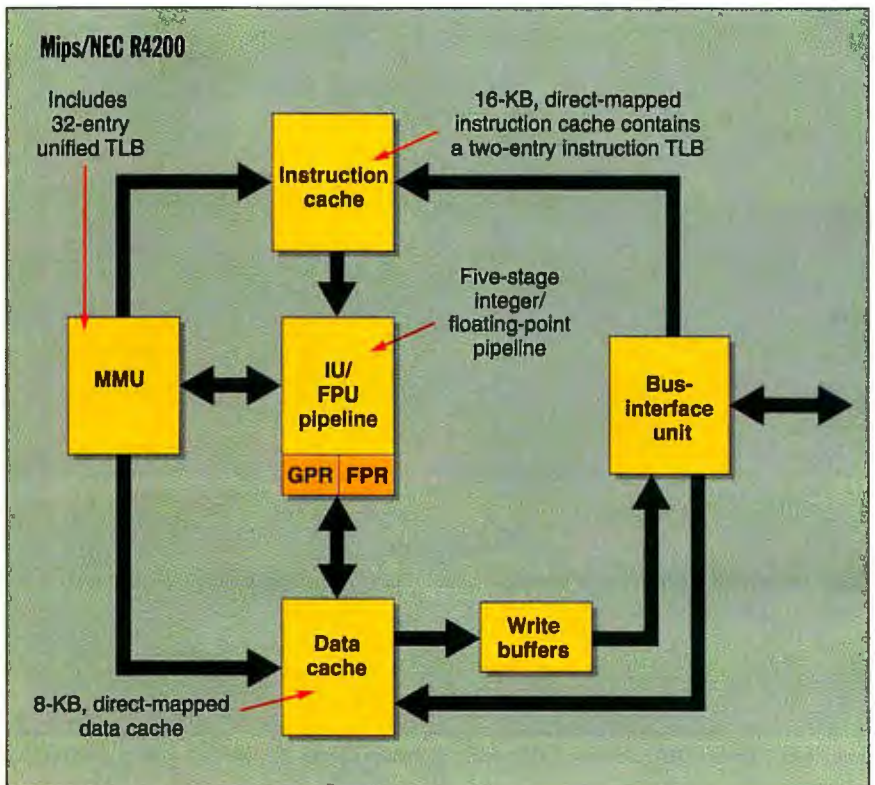 Mips/NEC R4200
Includes
32-entry
unified TLB
16-KB, direct-mapped
instruction cache contains
a two-entry instruction TLB
Instruction
cache
Five-stage
integer/
floating-point
pipeline
MMU
IU/
FPU
pipeline
GPR
FPR
Bus-
interface
unit
Data
cache
Write
buffers
8-KB, direct-mapped
data cache